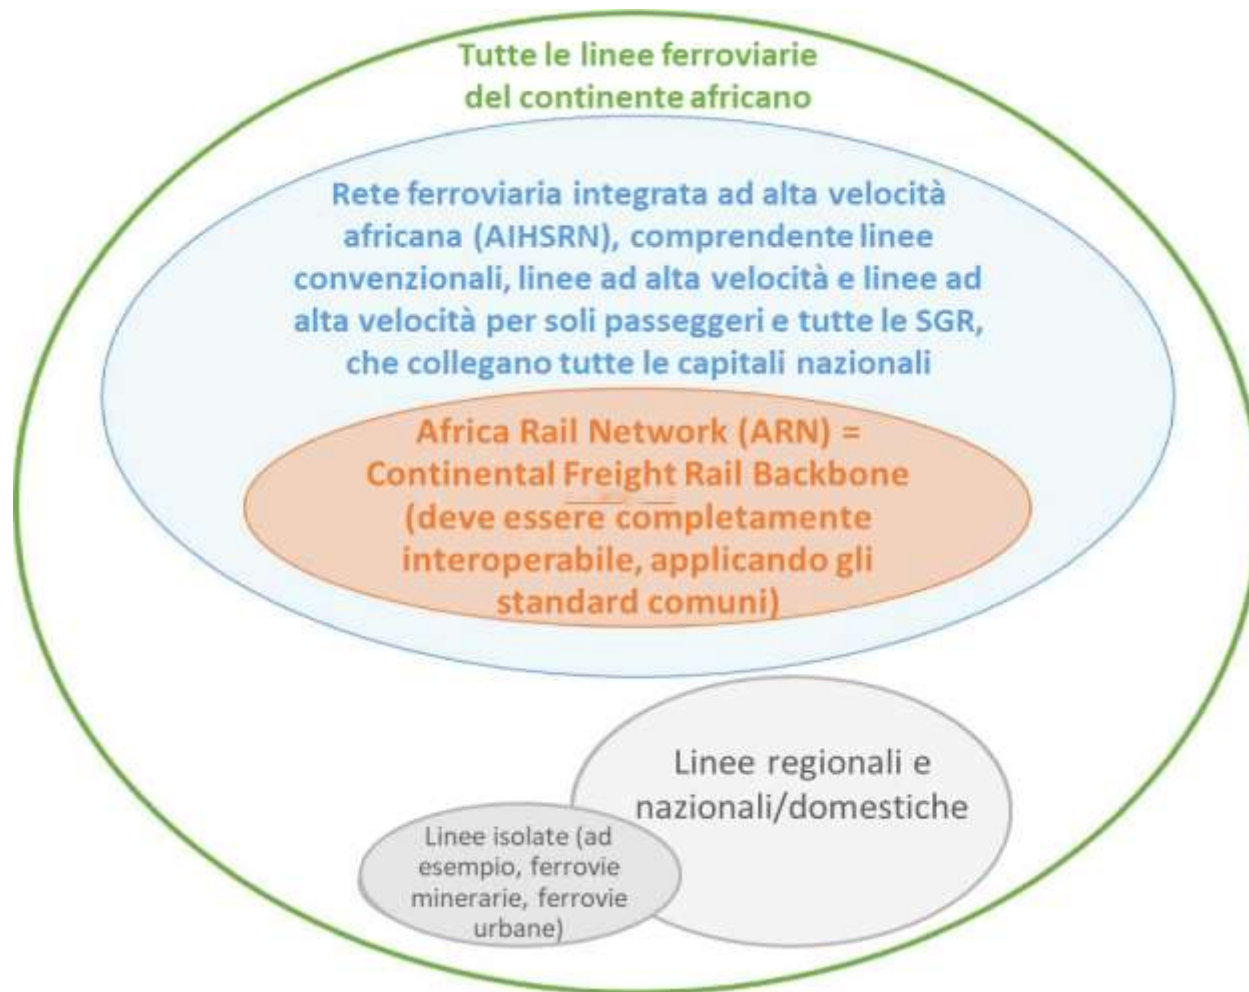 Tutte le linee ferroviarie
del continente africano
Rete ferroviaria integrata ad alta velocità
africana (AIHSRN), comprendente linee
convenzionali, linee ad alta velocità e linee ad
alta velocità per soli passeggeri e tutte le SGR,
che collegano tutte le capitali nazionali
Africa Rail Network (ARN) =
Continental Freight Rail Backbone
(deve essere completamente
interoperabile, applicando gli
standard comuni)
Linee regionali e
nazionali/domestiche
Linee isolate (ad
esempio, ferrovie
minerarie, ferrovie
urbane)